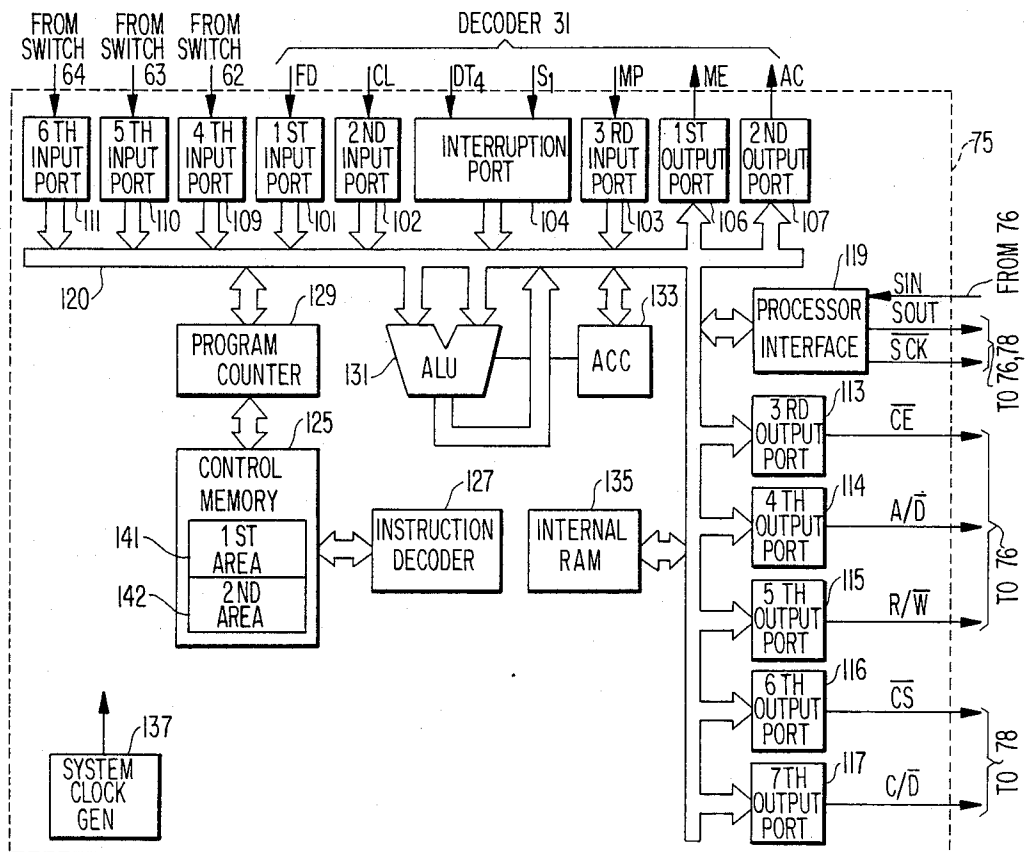 DECODER 31
FROM SWITCH 64
FROM SWITCH 63
FROM SWITCH 62
FD
CL
DT4
S1
MP
ME
AC
6TH INPUT PORT
5TH INPUT PORT
4TH INPUT PORT
1ST INPUT PORT
2ND INPUT PORT
INTERRUPTION PORT
3RD INPUT PORT
1ST OUTPUT PORT
2ND OUTPUT PORT
75
111
110
109
101
102
104
103
106
107
120
129
PROGRAM COUNTER
131
ALU
133
ACC
119
PROCESSOR INTERFACE
SIN
FROM 76
SOUT
S̅C̅K̅
TO 76,78
125
CONTROL MEMORY
141
1ST AREA
142
2ND AREA
127
INSTRUCTION DECODER
135
INTERNAL RAM
113
3RD OUTPUT PORT
C̅E̅
114
4TH OUTPUT PORT
A/D̅
115
5TH OUTPUT PORT
R/W̅
TO 76
116
6TH OUTPUT PORT
C̅S̅
117
7TH OUTPUT PORT
C/D̅
TO 78
137
SYSTEM CLOCK GEN